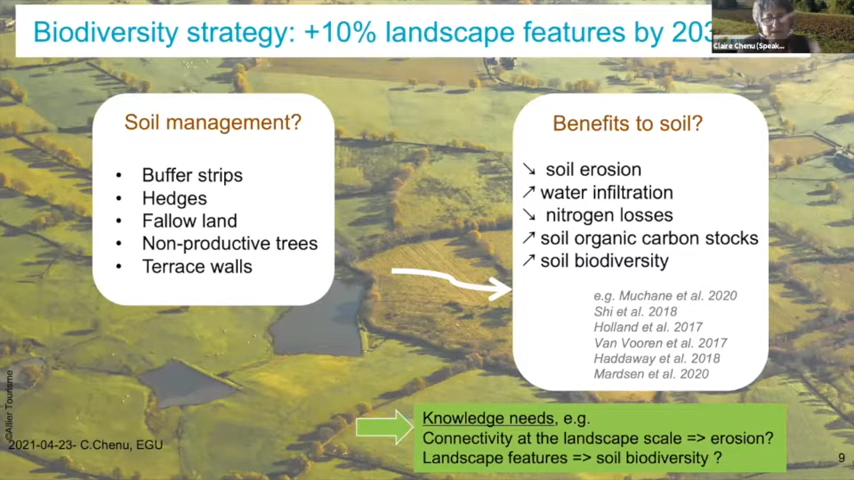 Biodiversity strategy: +10% landscape features by 203
Claire Chenu (Speak...
Soil management?
• Buffer strips
• Hedges
• Fallow land
• Non-productive trees
• Terrace walls
Benefits to soil?
↘ soil erosion
↗ water infiltration
↘ nitrogen losses
↗ soil organic carbon stocks
↗ soil biodiversity
e.g. Muchane et al. 2020
Shi et al. 2018
Holland et al. 2017
Van Vooren et al. 2017
Haddaway et al. 2018
Mardsen et al. 2020
Knowledge needs, e.g.
Connectivity at the landscape scale => erosion?
Landscape features => soil biodiversity ?
©Allier Tourisme
2021-04-23- C.Chenu, EGU
9